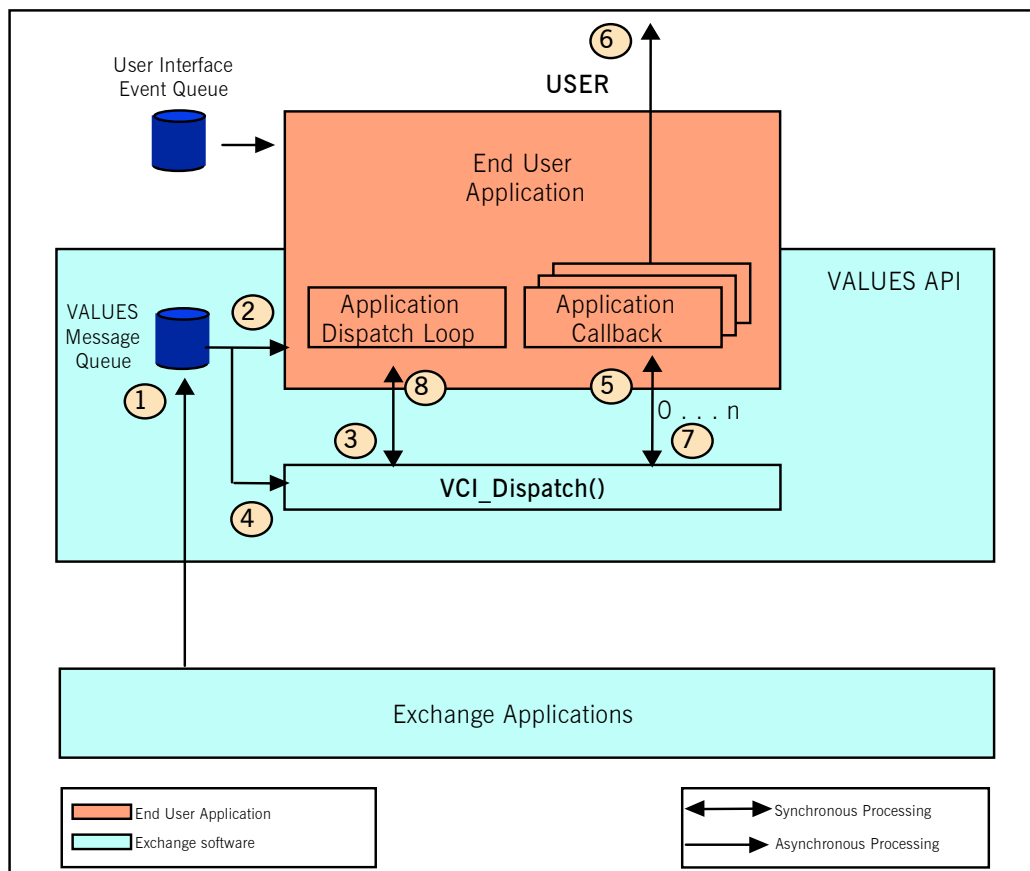 6
User Interface
Event Queue
USER
End User
Application
VALUES API
VALUES
Message
Queue
2
Application
Dispatch Loop
Application
Callback
1
8
5
0 . . . n
3
7
VCI_Dispatch()
4
Exchange Applications
End User Application
Exchange software
Synchronous Processing
Asynchronous Processing